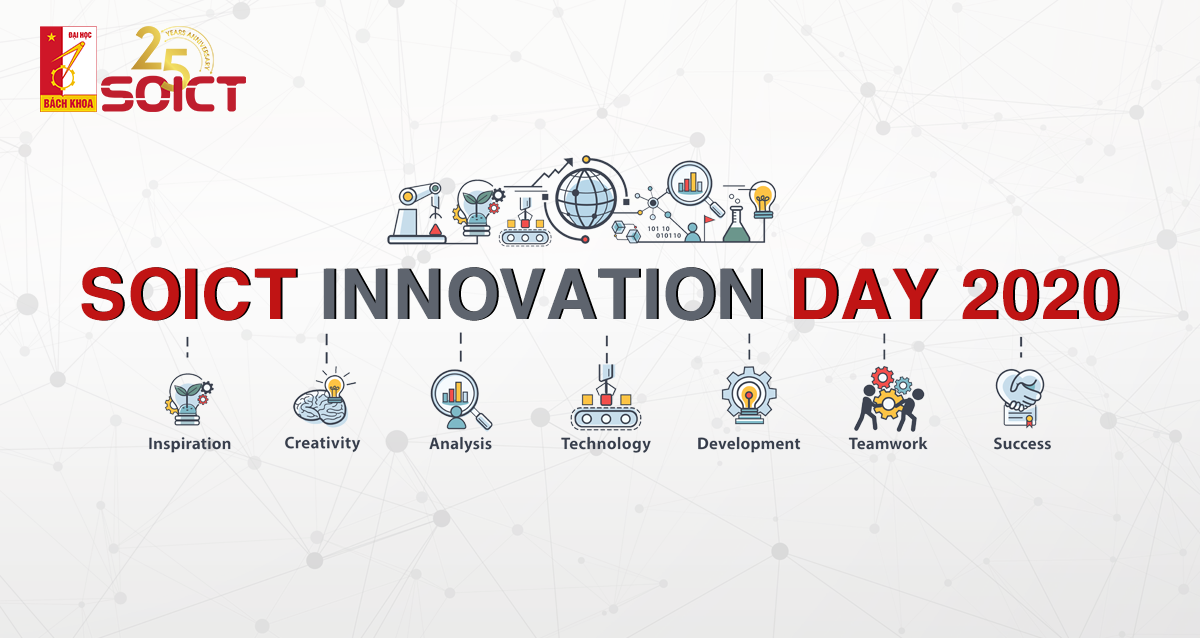 ĐẠI HỌC
BÁCH KHOA
25
YEARS ANNIVERSARY
SOICT
101 10
010110
SOICT INNOVATION DAY 2020
Inspiration
Creativity
Analysis
Technology
Development
Teamwork
Success